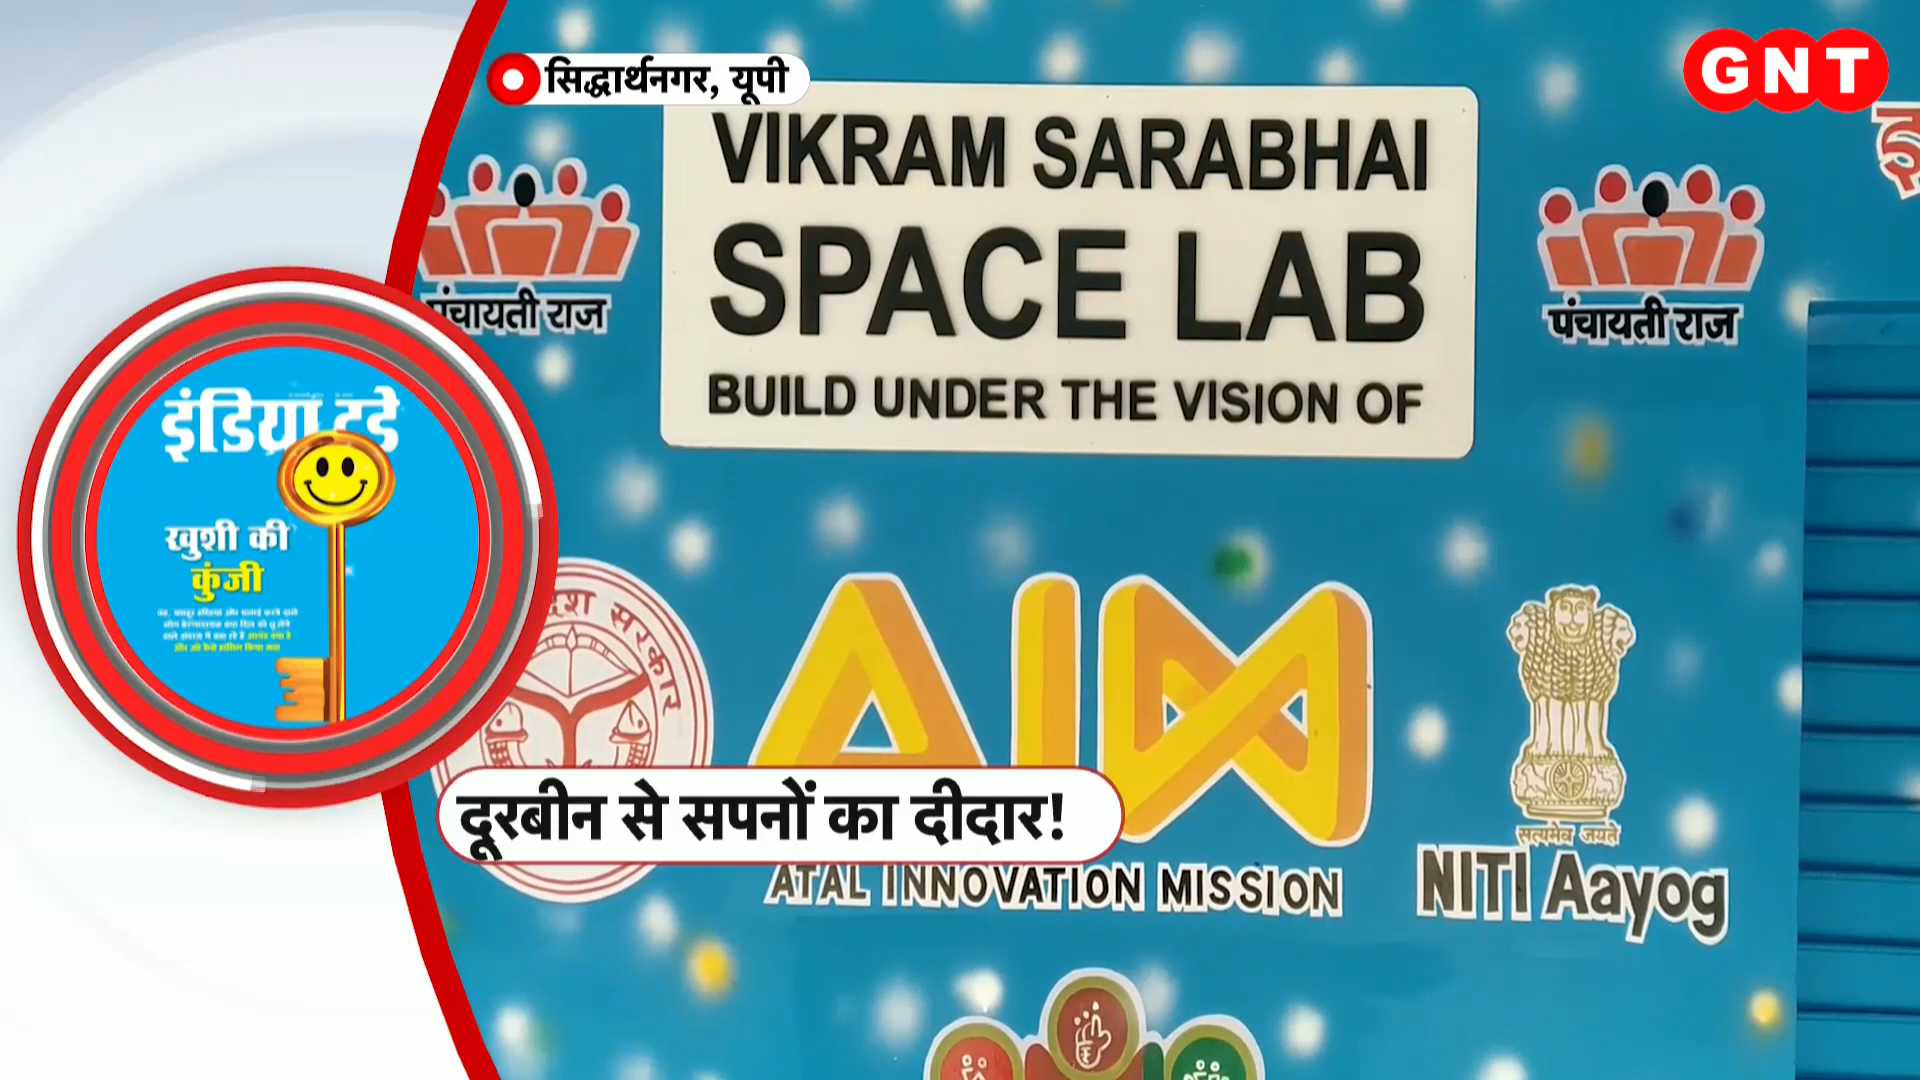 सिद्धार्थनगर, यूपी
GNT
VIKRAM SARABHAI
SPACE LAB
BUILD UNDER THE VISION OF
पंचायती राज
पंचायती राज
इंडिया टुडे
खुशी की
कुंजी
सरकार
दूरबीन से सपनों का दीदार!
AIM
ATAL INNOVATION MISSION
सत्यमेव जयते
NITI Aayog